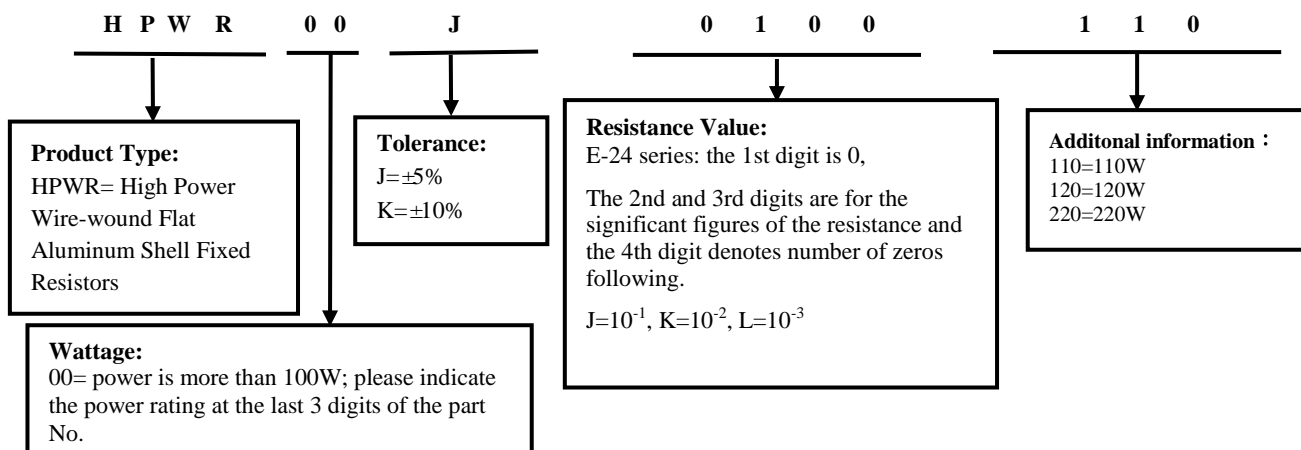 H P W R 0 0 J 0 1 0 0 1 1 0
Product Type:
HPWR= High Power
Wire-wound Flat
Aluminum Shell Fixed
Resistors
Wattage:
00= power is more than 100W; please indicate
the power rating at the last 3 digits of the part
No.
Tolerance:
J=±5%
K=±10%
Resistance Value:
E-24 series: the 1st digit is 0,
The 2nd and 3rd digits are for the
significant figures of the resistance and
the 4th digit denotes number of zeros
following.
J=10⁻¹, K=10⁻², L=10⁻³
Additonal information：
110=110W
120=120W
220=220W